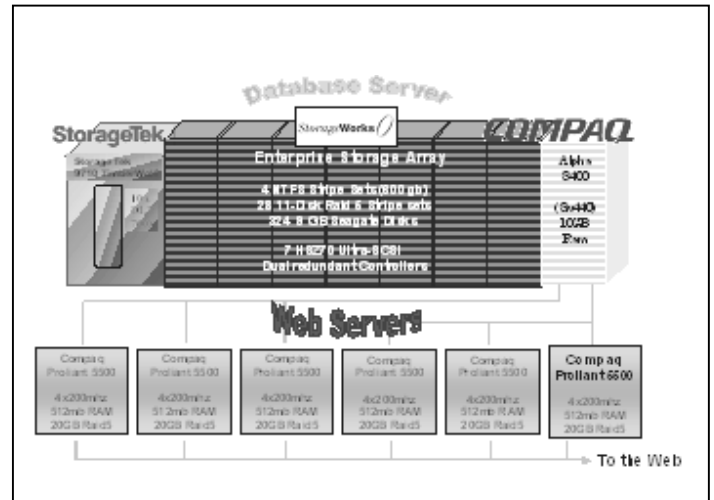 Database Server
StorageWorks
StorageTek
COMPAQ
Enterprise Storage Array
4 NTFS Stripe Sets(600 gb)
28 11-Disk Raid 5 Stripe sets
324 9 GB Seagate Disks
7 HSZ70 Ultra-SCSI
Dual redundant Controllers
StorageTek
9710
Alpha
8400
10GB
Web Servers
Compaq
Proliant 5500
4x200mhz
512mb RAM
20GB Raid5
Compaq
Proliant 5500
4x200mhz
512mb RAM
20GB Raid5
Compaq
Proliant 5500
4x200mhz
512mb RAM
20GB Raid5
Compaq
Proliant 5500
4x200mhz
512mb RAM
20GB Raid5
Compaq
Proliant 5500
4x200mhz
512mb RAM
20GB Raid5
Compaq
Proliant 5500
4x200mhz
512mb RAM
20GB Raid5
To the Web